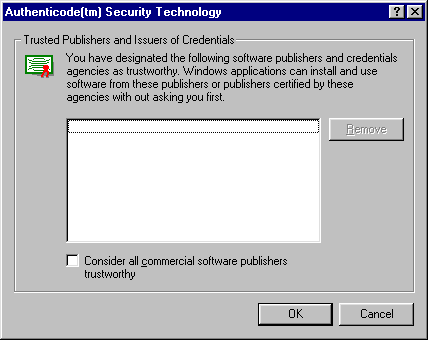 Authenticode(tm) Security Technology
Trusted Publishers and Issuers of Credentials
You have designated the following software publishers and credentials
agencies as trustworthy. Windows applications can install and use
software from these publishers or publishers certified by these
agencies with out asking you first.
Remove
Consider all commercial software publishers
trustworthy
OK
Cancel